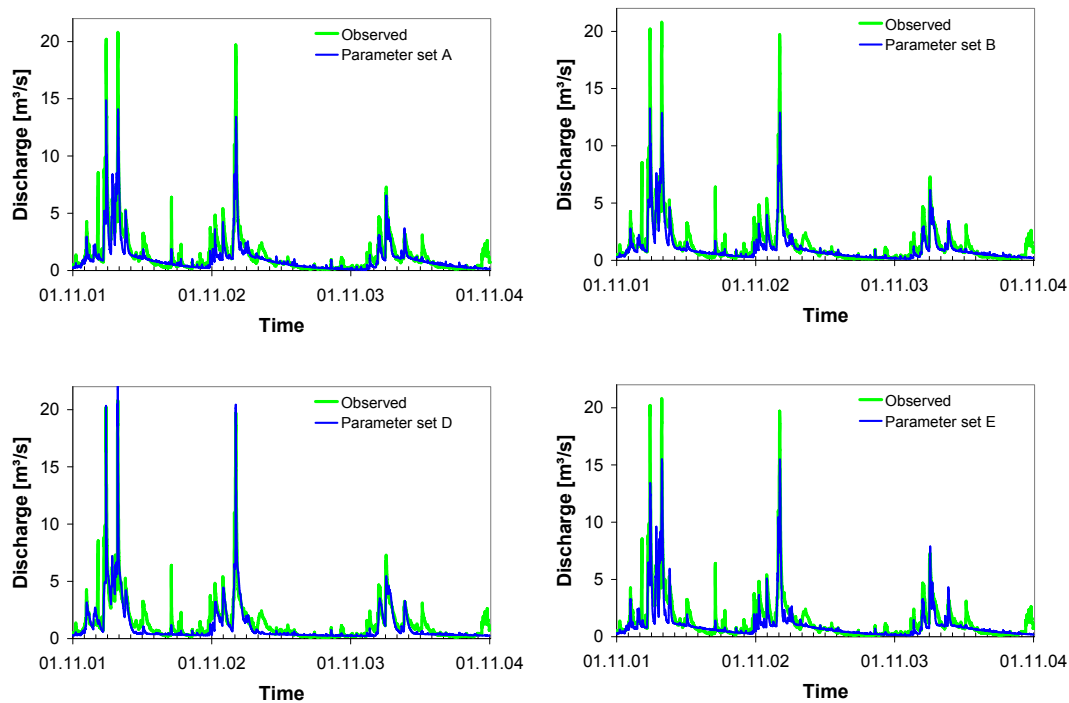 Observed
Parameter set A
Discharge [m³/s]
20
15
10
5
0
01.11.01 01.11.02 01.11.03 01.11.04
Time
Observed
Parameter set B
Discharge [m³/s]
20
15
10
5
0
01.11.01 01.11.02 01.11.03 01.11.04
Time
Observed
Parameter set D
Discharge [m³/s]
20
15
10
5
0
01.11.01 01.11.02 01.11.03 01.11.04
Time
Observed
Parameter set E
Discharge [m³/s]
20
15
10
5
0
01.11.01 01.11.02 01.11.03 01.11.04
Time